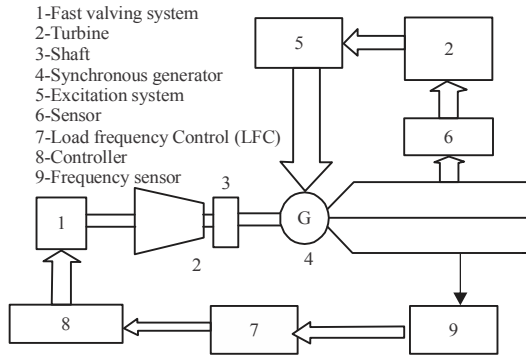 1-Fast valving system
2-Turbine
3-Shaft
4-Synchronous generator
5-Excitation system
6-Sensor
7-Load frequency Control (LFC)
8-Controller
9-Frequency sensor
5
2
6
3
1
G
2
4
8
7
9